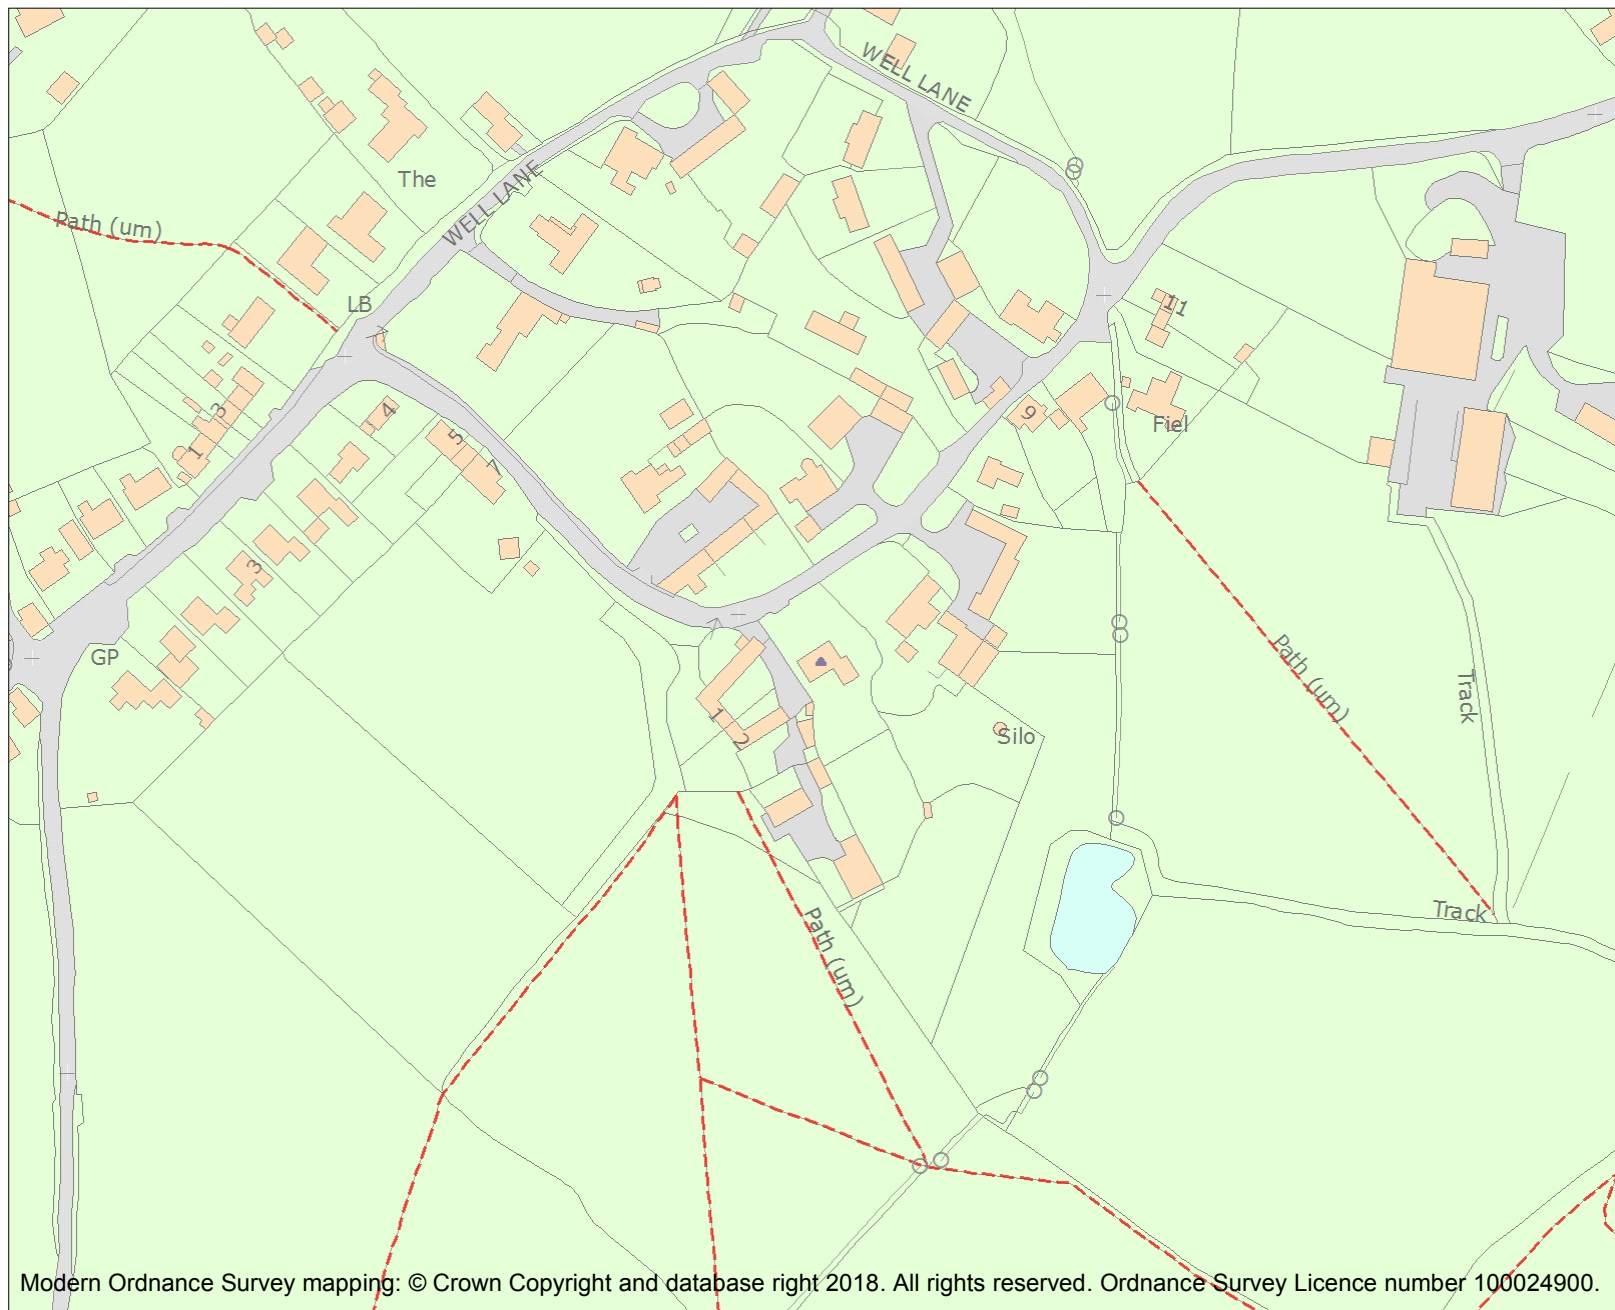 WELL LANE
The
Path (um)
WELL LANE
LB
11
3
4
9
Fiel
5
1
7
3
GP
Path (um)
Track
1
2
Silo
Track
Path (um)
Modern Ordnance Survey mapping: © Crown Copyright and database right 2018. All rights reserved. Ordnance Survey Licence number 100024900.